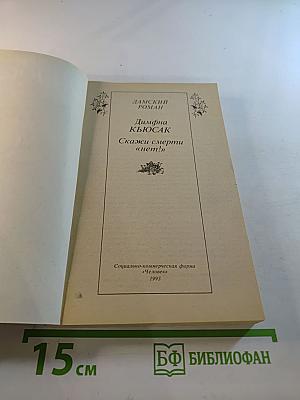 ДАМСКИЙ
РОМАН
Димфна
КЬЮСАК
Скажи смерти
«нет!»
Социально-коммерческая фирма
«Человек»
1993
15 см
БФ БИБЛИОФАН